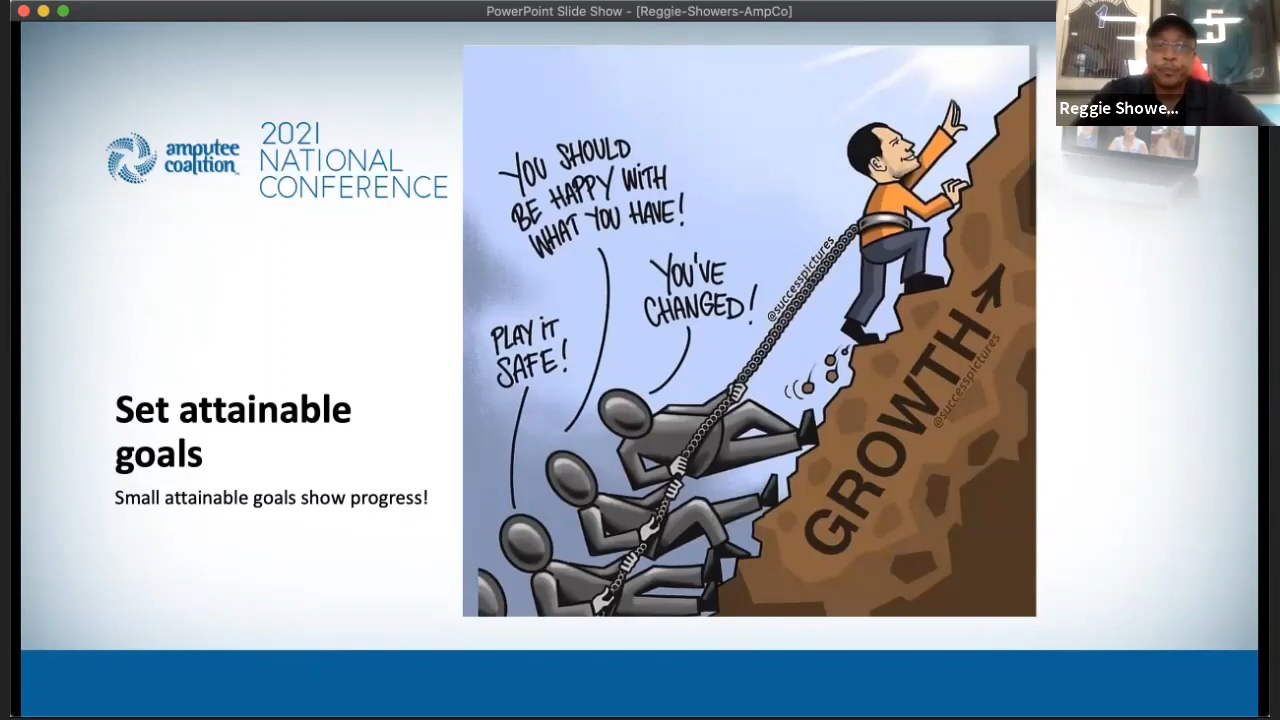 PowerPoint Slide Show - [Reggie-Showers-AmpCo]
5
Reggie Showe...
amputee
coalition
2021
NATIONAL
CONFERENCE
YOU SHOULD
BE HAPPY WITH
WHAT YOU HAVE!
YOU'VE
CHANGED!
PLAY IT
SAFE!
@successpictures
GROWTH
@successpictures
Set attainable
goals
Small attainable goals show progress!